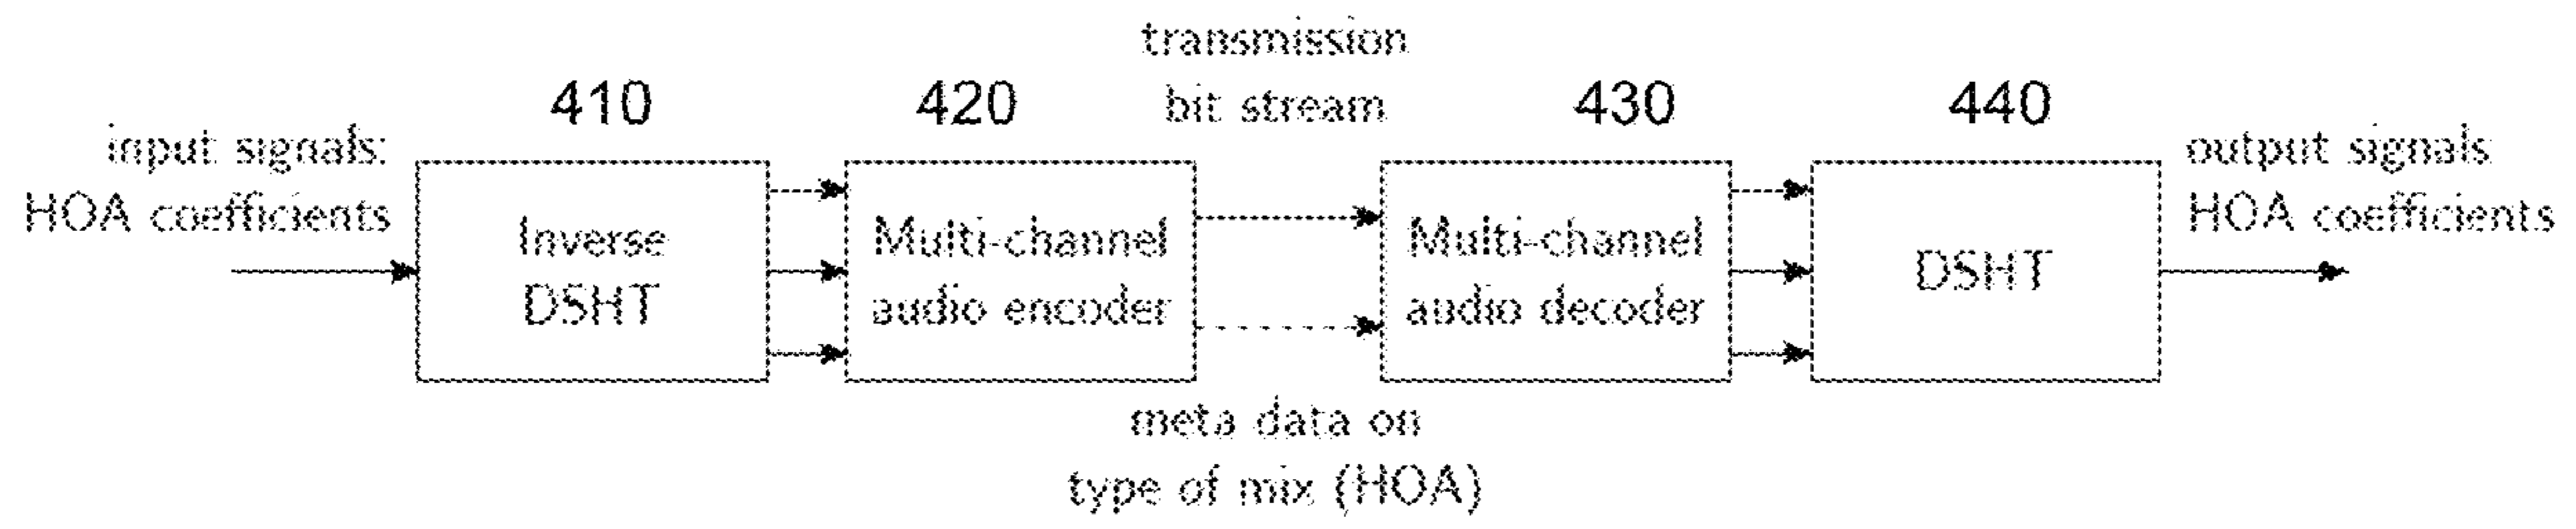 transmission
bit stream
410
420
430
440
input signals:
HOA coefficients
Inverse
DSHT
Multi-channel
audio encoder
Multi-channel
audio decoder
DSHT
output signals
HOA coefficients
meta data on
type of mix (HOA)